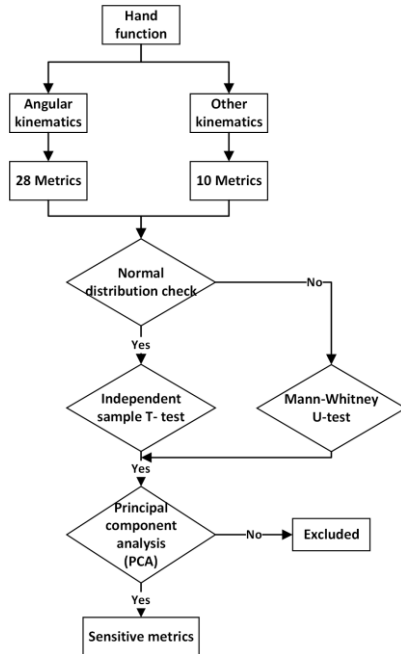 Hand
function
Angular
kinematics
Other
kinematics
28 Metrics
10 Metrics
Normal
distribution check
No
Yes
Independent
sample T- test
Mann-Whitney
U-test
Yes
Principal
component
analysis
(PCA)
No
Excluded
Yes
Sensitive metrics